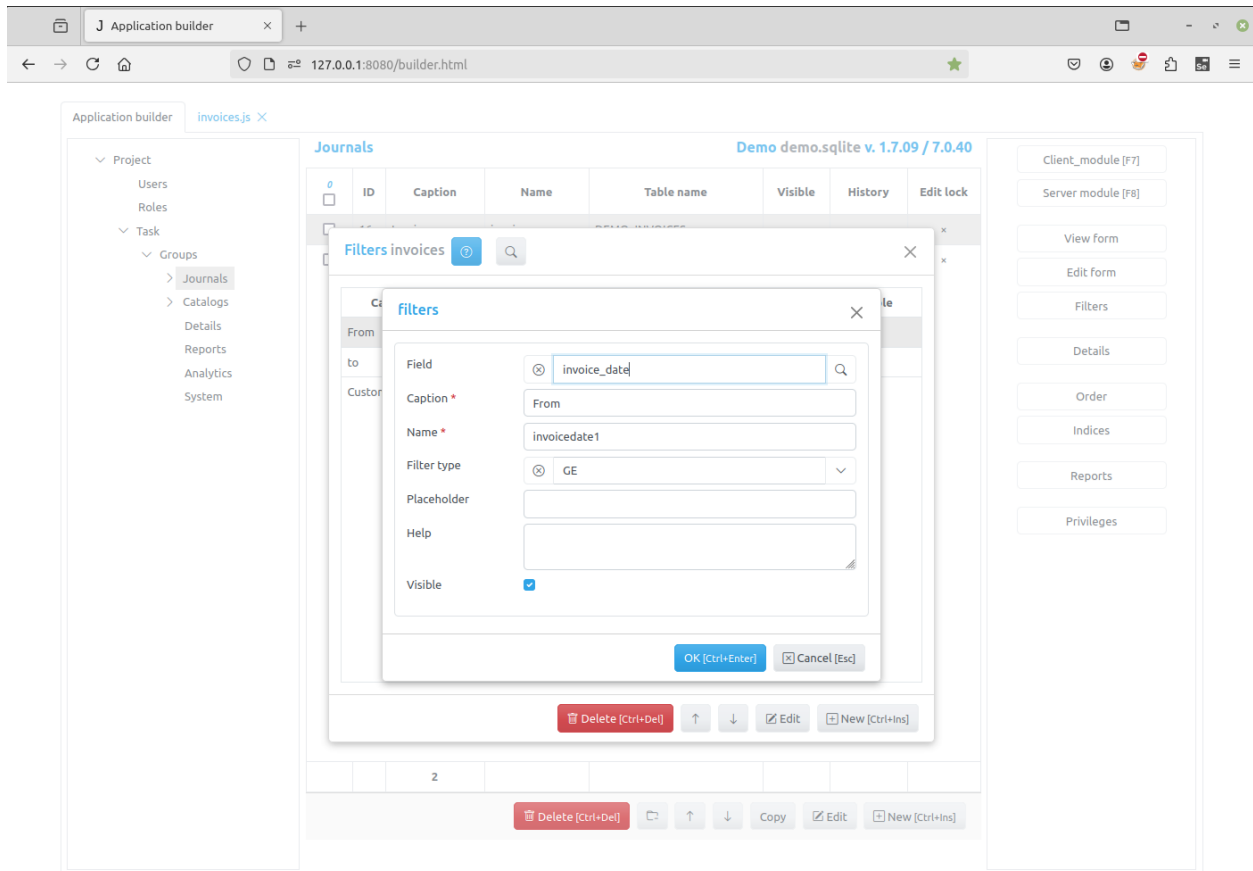 J Application builder
127.0.0.1:8080/builder.html
Se
Application builder
invoices.js
Project
Users
Roles
Task
Groups
Journals
Catalogs
Details
Reports
Analytics
System
Journals
Demo demo.sqlite v. 1.7.09 / 7.0.40
0
ID Caption Name Table name Visible History Edit lock
Filters invoices
From
to
filters
Field invoice_date
Caption * From
Name * invoicedate1
Filter type GE
Placeholder
Help
Visible
OK [Ctrl+Enter] Cancel [Esc]
Delete [Ctrl+Del] Edit New [Ctrl+Ins]
2
Delete [Ctrl+Del] Copy Edit New [Ctrl+Ins]
Client_module [F7]
Server module [F8]
View form
Edit form
Filters
Details
Order
Indices
Reports
Privileges